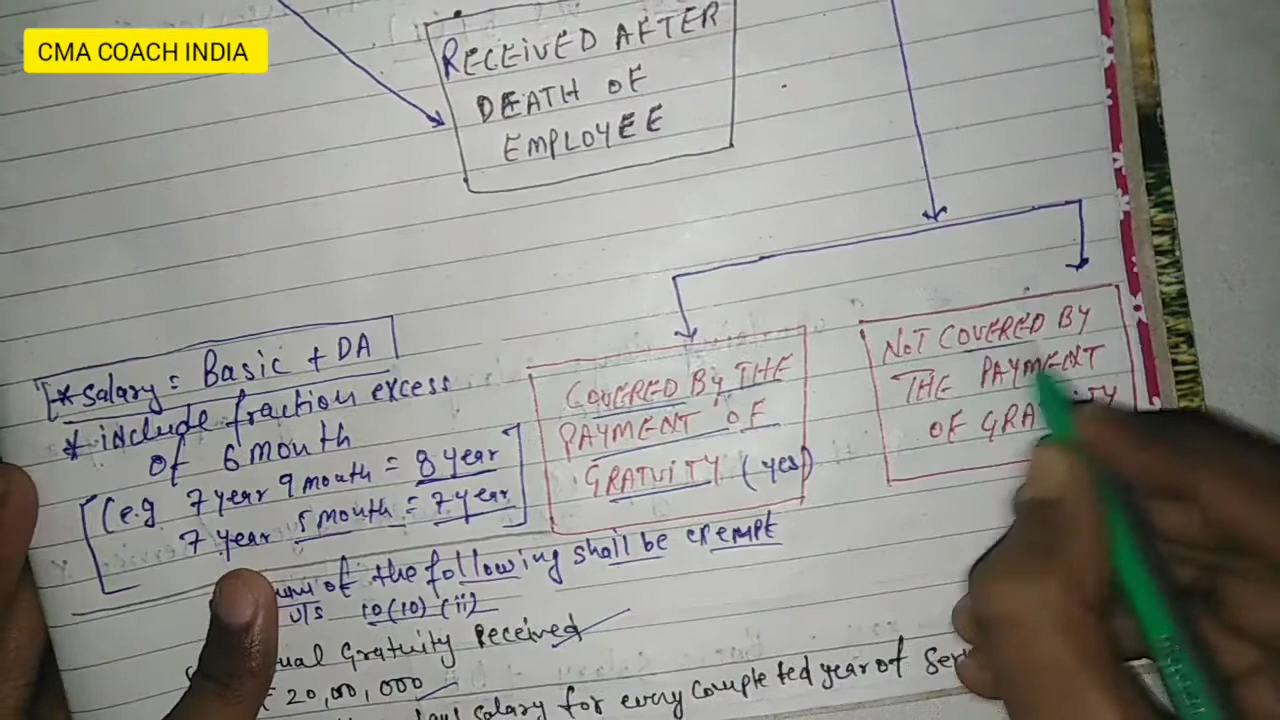 CMA COACH INDIA
RECEIVED AFTER
DEATH OF
EMPLOYEE
* Salary = Basic + DA
* include fraction excess
of 6 month
(e.g 7 year 9 month = 8 year
7 year 5 month = 7 year
COVERED BY THE
PAYMENT OF
GRATUITY (yes)
NOT COVERED BY
THE PAYMENT
OF
of the following shall be exempt
U/S 10(10)(ii)
Gratuity Received
20,00,000
salary for every completed year of